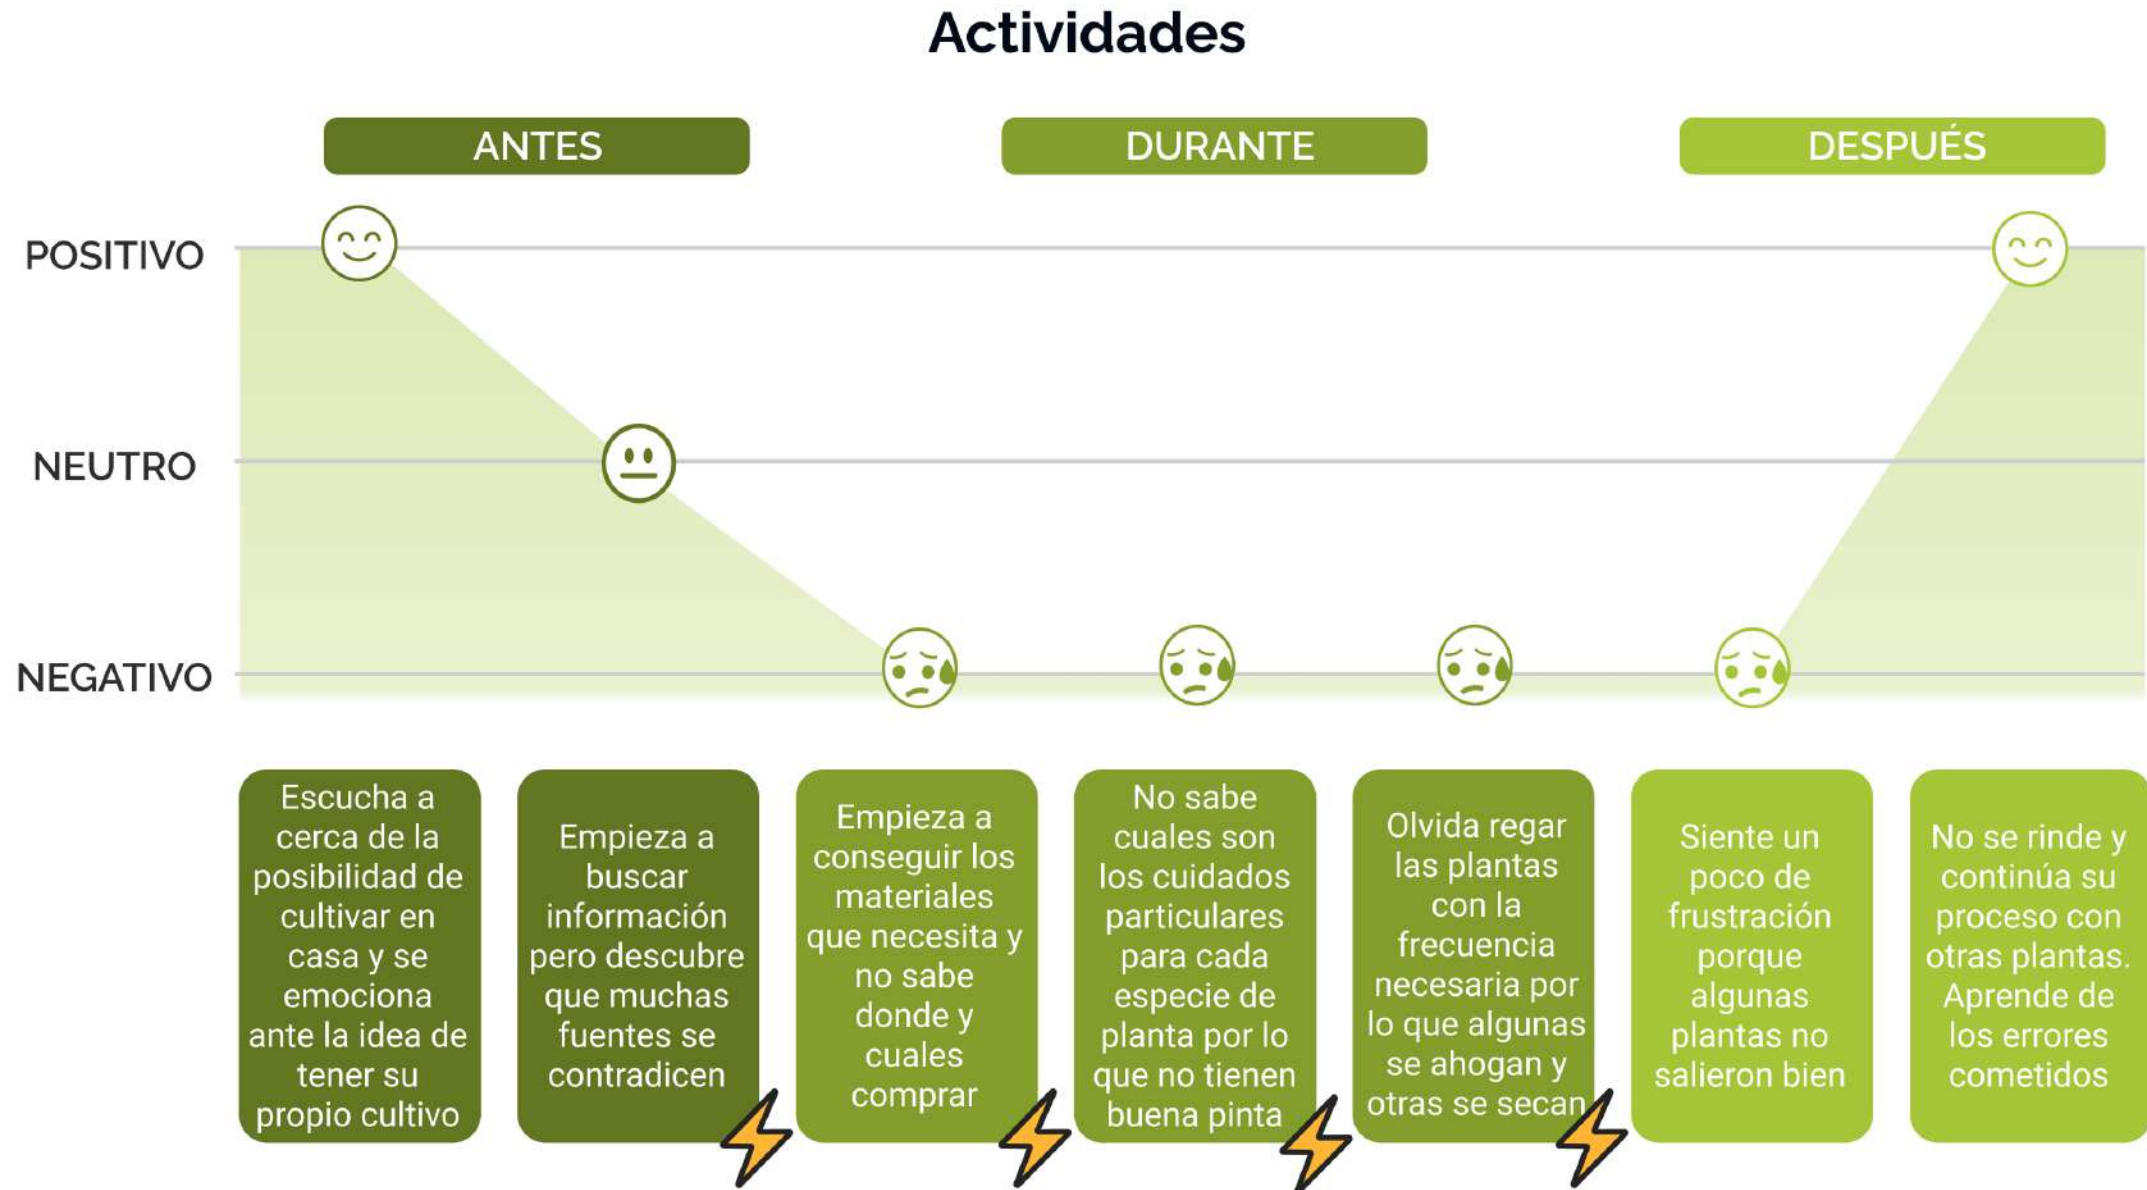 Actividades
ANTES
DURANTE
DESPUÉS
POSITIVO
NEUTRO
NEGATIVO
Escucha a
cerca de la
posibilidad de
cultivar en
casa y se
emociona
ante la idea de
tener su
propio cultivo
Empieza a
buscar
información
pero descubre
que muchas
fuentes se
contradicen
Empieza a
conseguir los
materiales
que necesita y
no sabe
donde y
cuales
comprar
No sabe
cuales son
los cuidados
particulares
para cada
especie de
planta por lo
que no tienen
buena pinta
Olvida regar
las plantas
con la
frecuencia
necesaria por
lo que algunas
se ahogan y
otras se secan
Siente un
poco de
frustración
porque
algunas
plantas no
salieron bien
No se rinde y
continúa su
proceso con
otras plantas.
Aprende de
los errores
cometidos